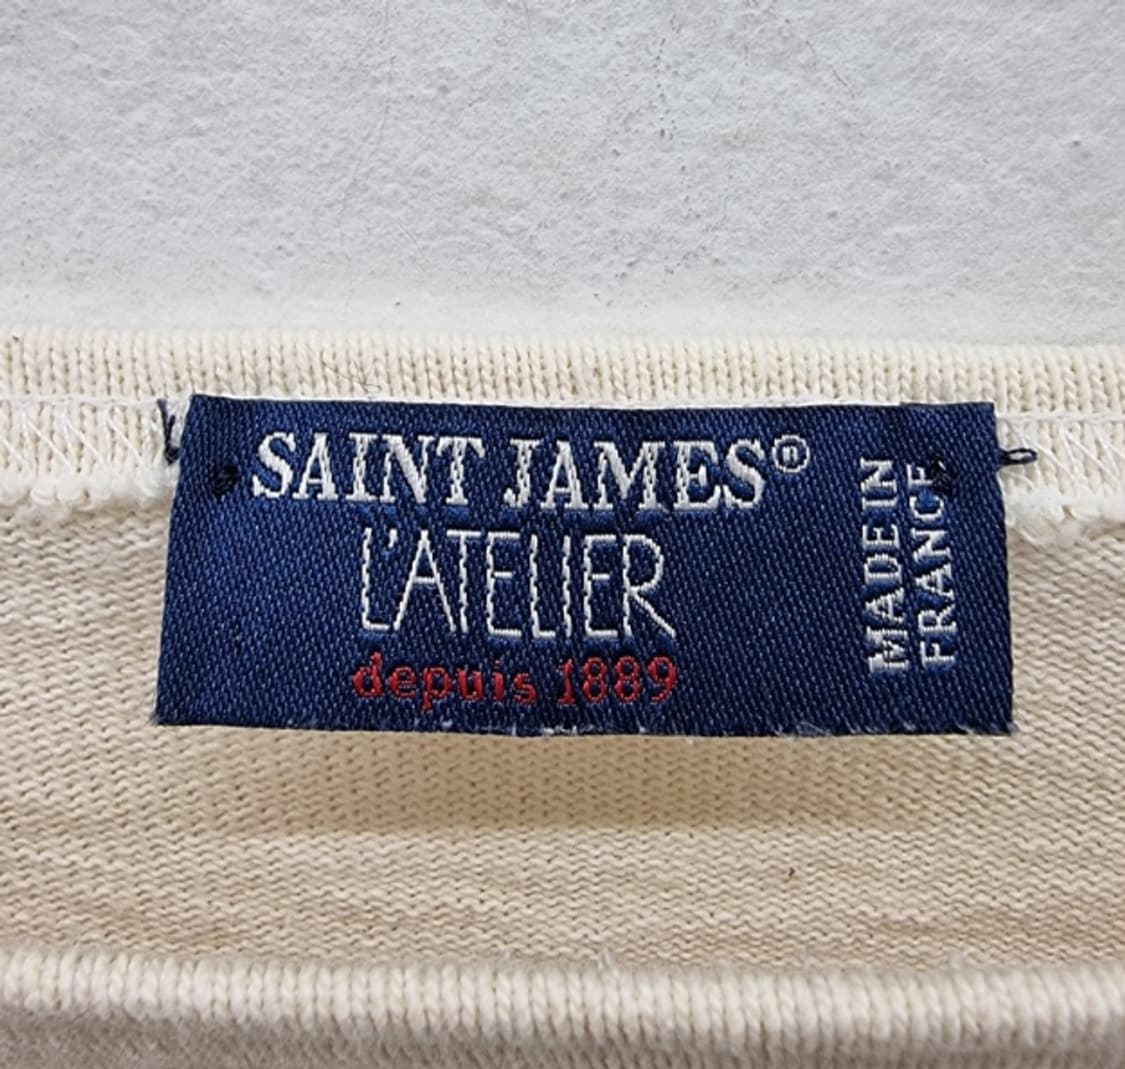 SAINT JAMES®
L'ATELIER
depuis 1889
MADE IN
FRANCE